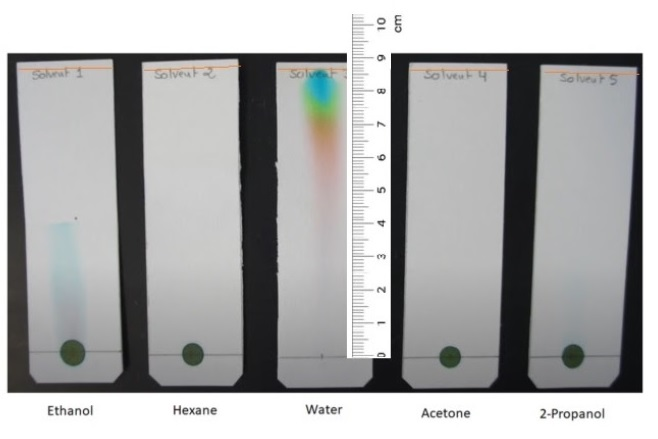 cm
10
9
8
7
6
5
4
3
2
1
0
Solvent 1
Solvent 2
Solvent
Solvent 4
Solvent 5
Ethanol
Hexane
Water
Acetone
2-Propanol